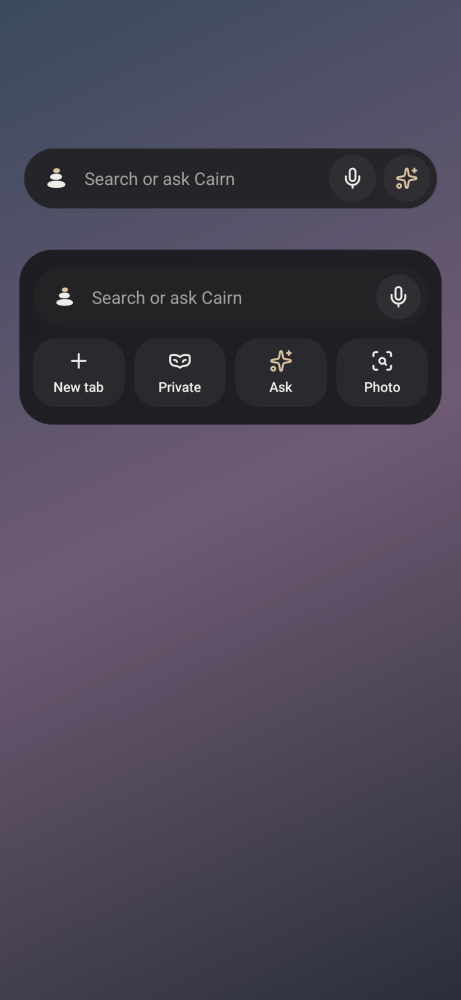 Search or ask Cairn
Search or ask Cairn
New tab
Private
Ask
Photo